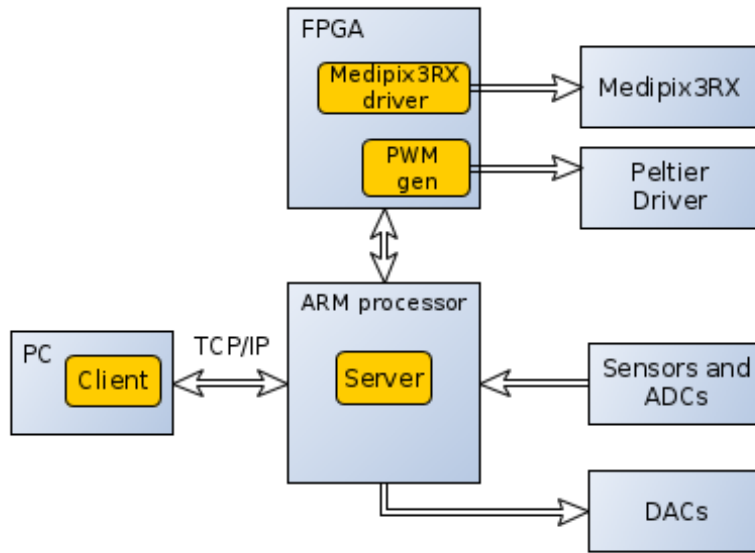 FPGA
Medipix3RX
driver
Medipix3RX
PWM
gen
Peltier
Driver
ARM processor
PC
Client
TCP/IP
Server
Sensors and
ADCs
DACs